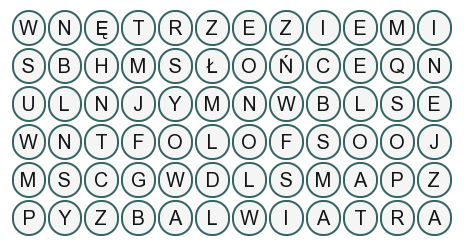 W N Ę T R Z E Z I E M I
S B H M S Ł O Ń C E Q N
U L N J Y M N W B L S E
W N T F O L O F S O O J
M S C G W D L S M A P Z
P Y Z B A L W I A T R A